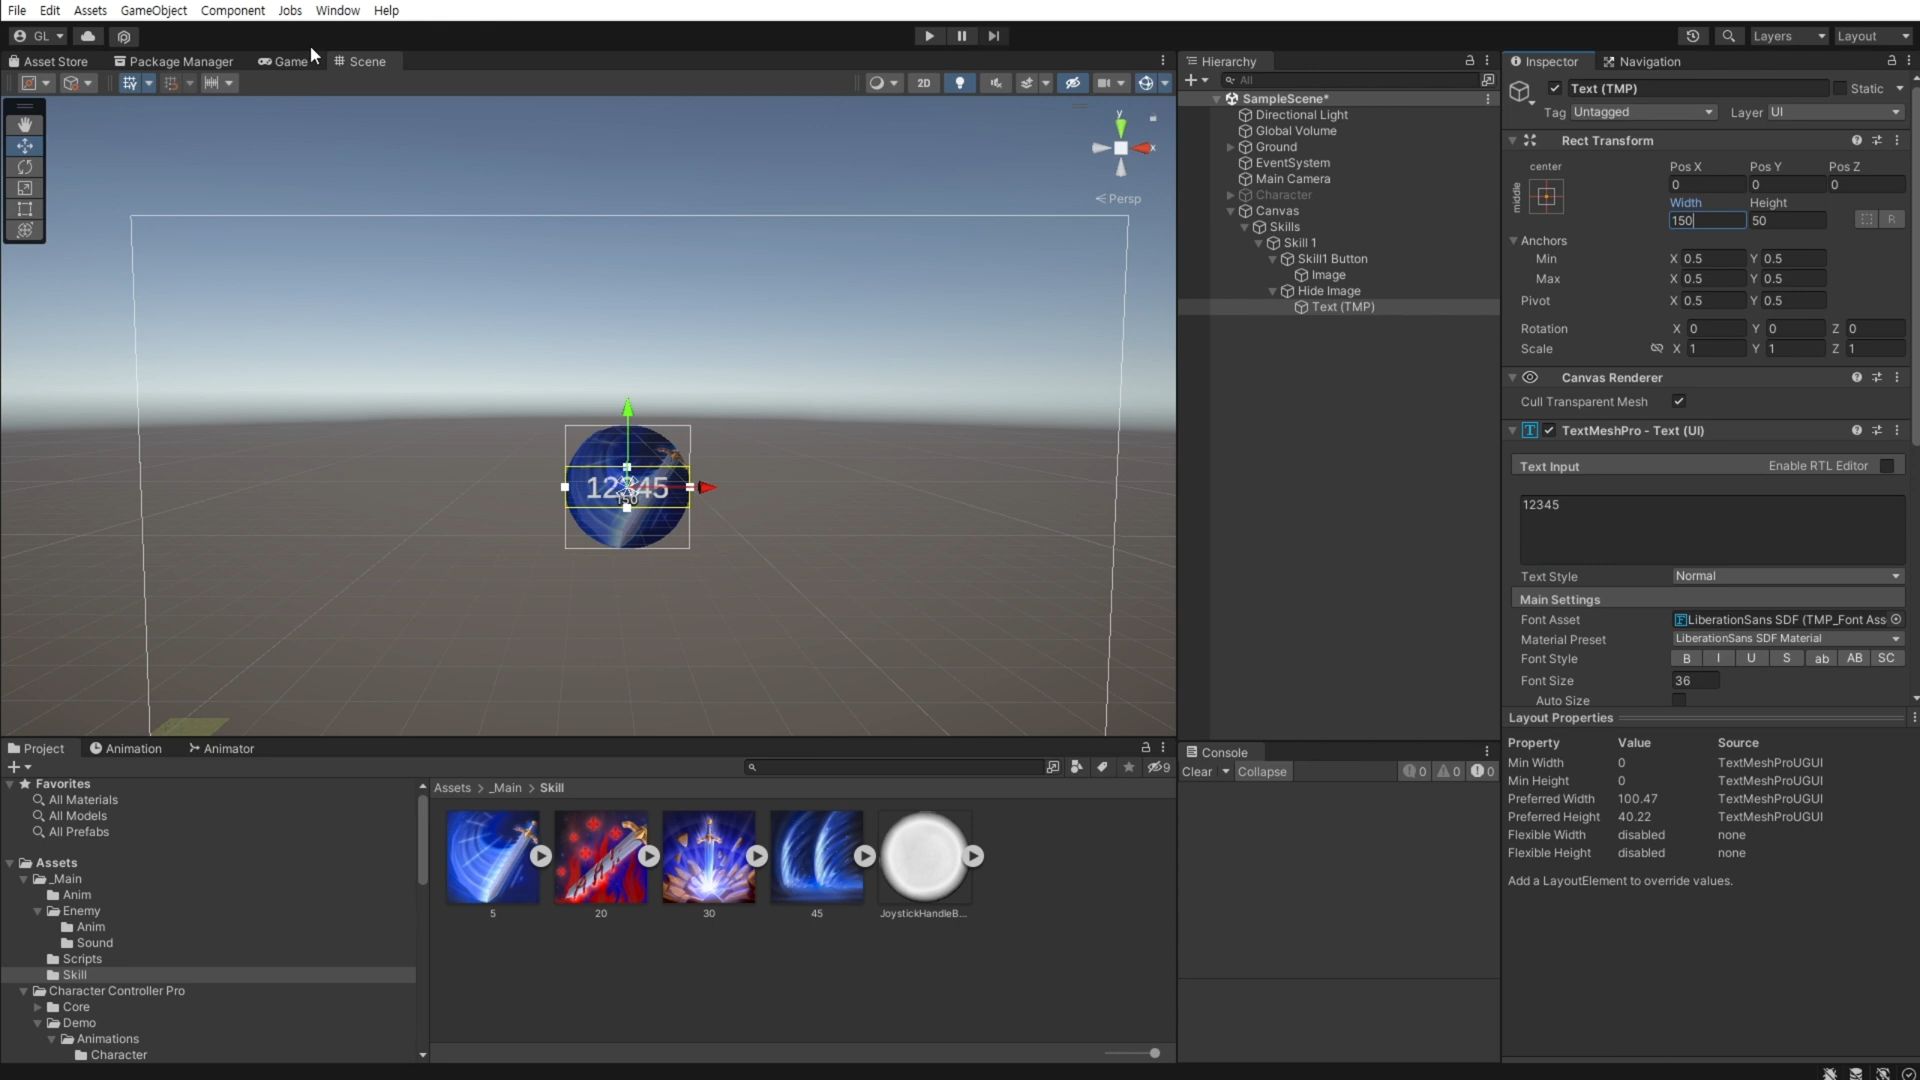 File Edit Assets GameObject Component Jobs Window Help
GL
Layers Layout
Asset Store Package Manager Game Scene
2D
y
x
Persp
12345
150
Hierarchy
All
SampleScene*
Directional Light
Global Volume
Ground
EventSystem
Main Camera
Character
Canvas
Skills
Skill 1
Skill1 Button
Image
Hide Image
Text (TMP)
Inspector Navigation
Text (TMP) Static
Tag Untagged Layer UI
Rect Transform
center
middle
Pos X Pos Y Pos Z
0 0 0
Width Height
150 50 R
Anchors
Min X 0.5 Y 0.5
Max X 0.5 Y 0.5
Pivot X 0.5 Y 0.5
Rotation X 0 Y 0 Z 0
Scale X 1 Y 1 Z 1
Canvas Renderer
Cull Transparent Mesh
TextMeshPro - Text (UI)
Text Input Enable RTL Editor
12345
Text Style Normal
Main Settings
Font Asset LiberationSans SDF (TMP_Font Ass
Material Preset LiberationSans SDF Material
Font Style B I U S ab AB SC
Font Size 36
Auto Size
Layout Properties
Property Value Source
Min Width 0 TextMeshProUGUI
Min Height 0 TextMeshProUGUI
Preferred Width 100.47 TextMeshProUGUI
Preferred Height 40.22 TextMeshProUGUI
Flexible Width disabled none
Flexible Height disabled none
Add a LayoutElement to override values.
Project Animation Animator
9
Favorites
All Materials
All Models
All Prefabs
Assets
_Main
Anim
Enemy
Anim
Sound
Scripts
Skill
Character Controller Pro
Core
Demo
Animations
Character
Assets > _Main > Skill
5 20 30 45 JoystickHandleB...
Console
Clear Collapse 0 0 0